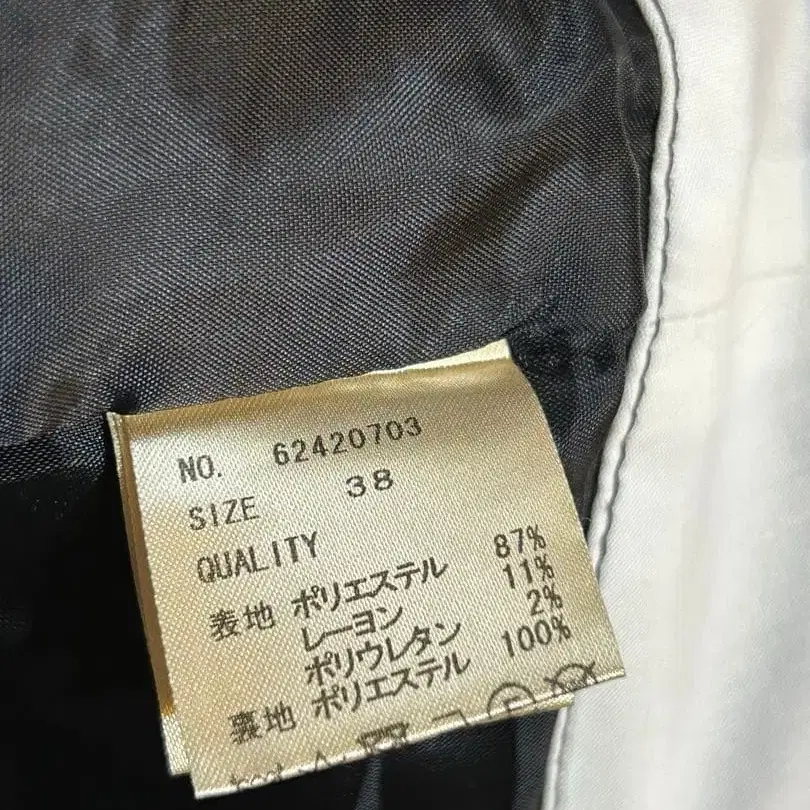 NO. 62420703
SIZE 38
QUALITY
表地 ポリエステル 87%
レーヨン 11%
ポリウレタン 2%
裏地 ポリエステル 100%